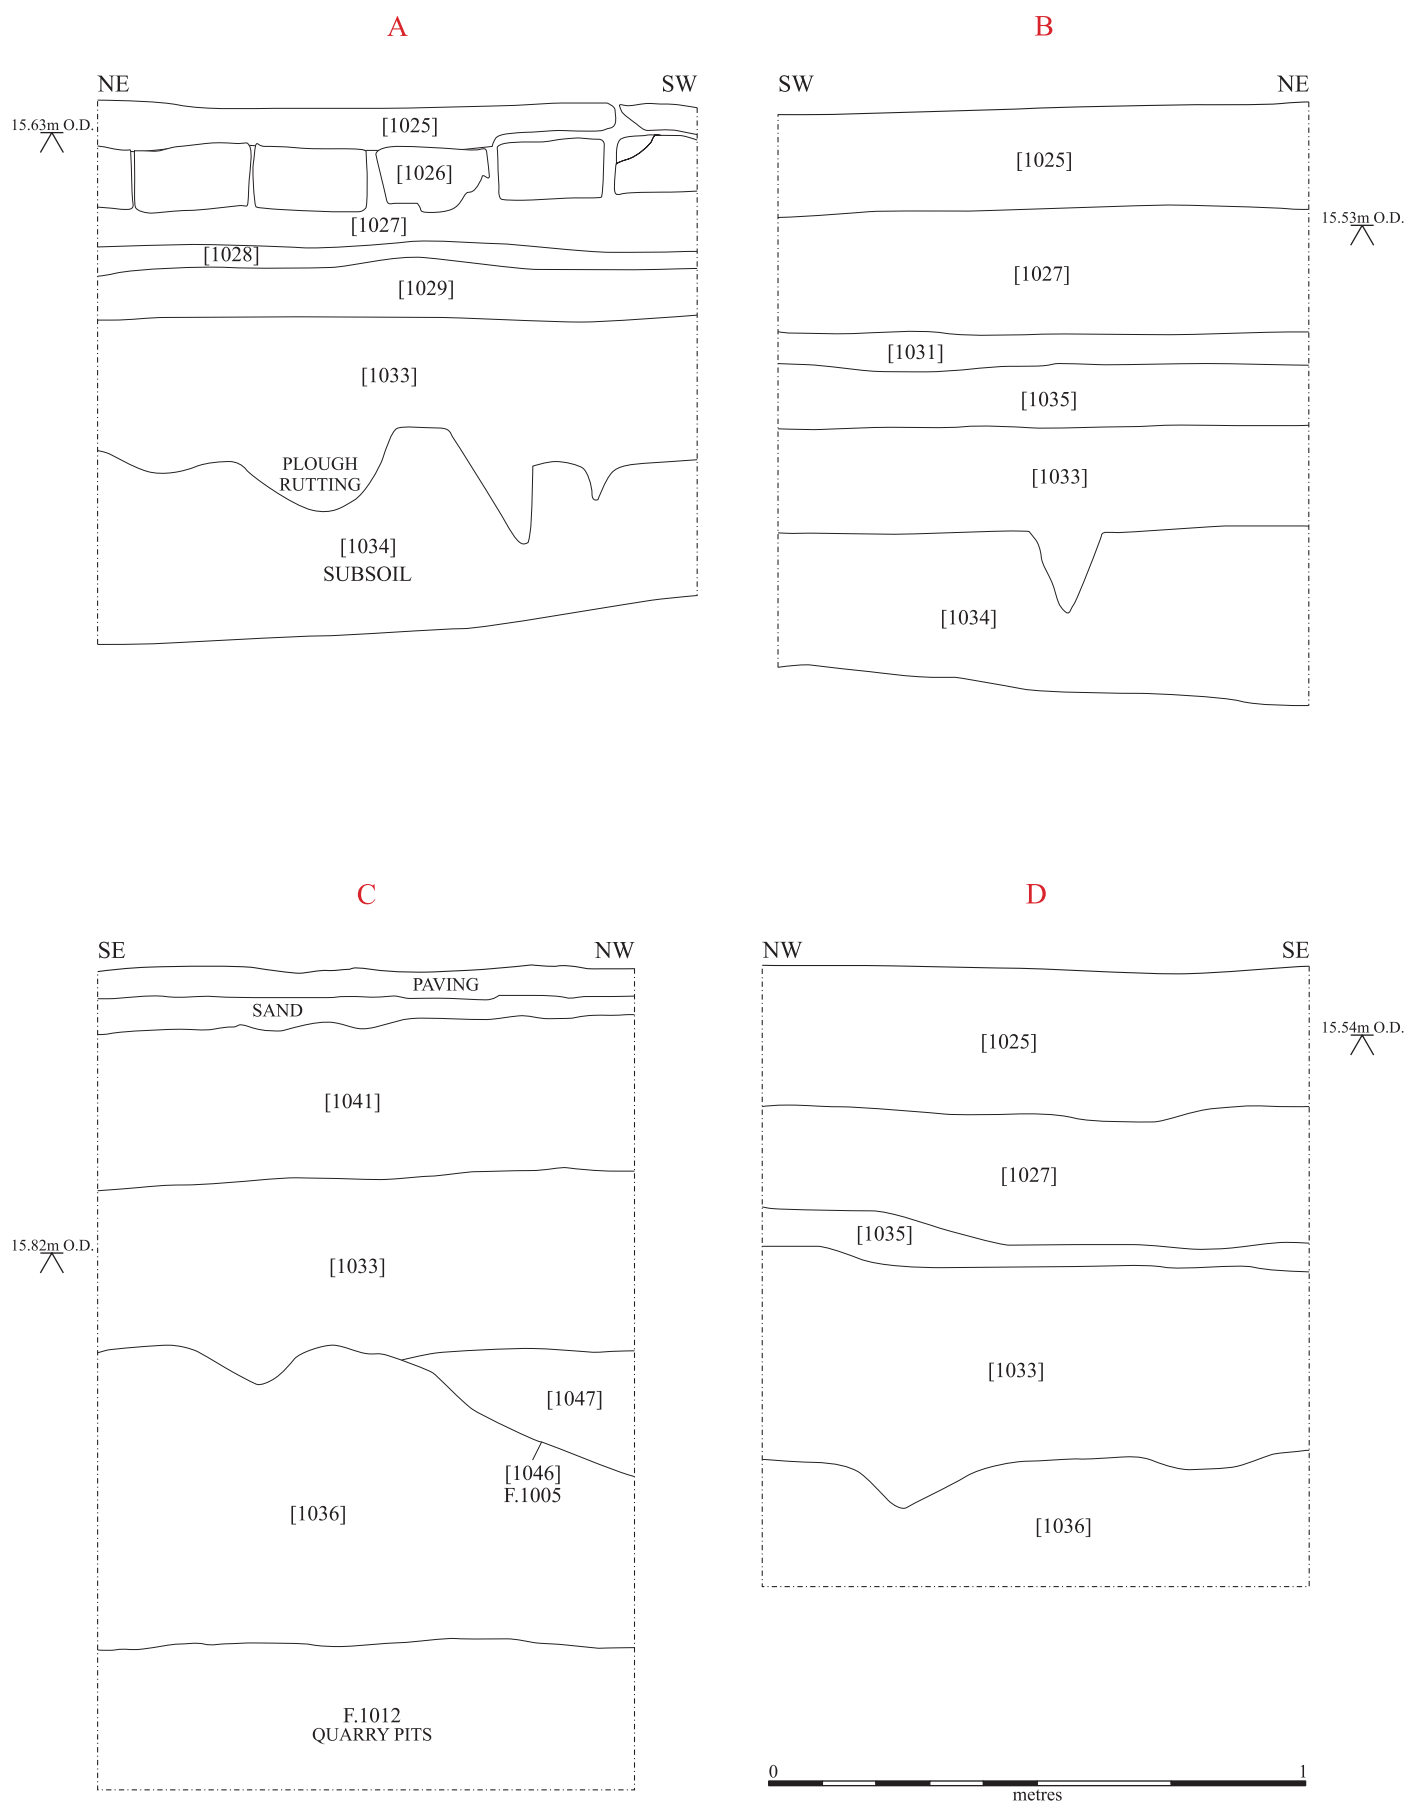 A
NE
SW
15.63m O.D.
[1025]
[1026]
[1027]
[1028]
[1029]
[1033]
PLOUGH
RUTTING
[1034]
SUBSOIL
B
SW
NE
15.53m O.D.
[1025]
[1027]
[1031]
[1035]
[1033]
[1034]
C
SE
NW
PAVING
SAND
[1041]
15.82m O.D.
[1033]
[1047]
[1046]
F.1005
[1036]
F.1012
QUARRY PITS
D
NW
SE
15.54m O.D.
[1025]
[1027]
[1035]
[1033]
[1036]
0
1
metres